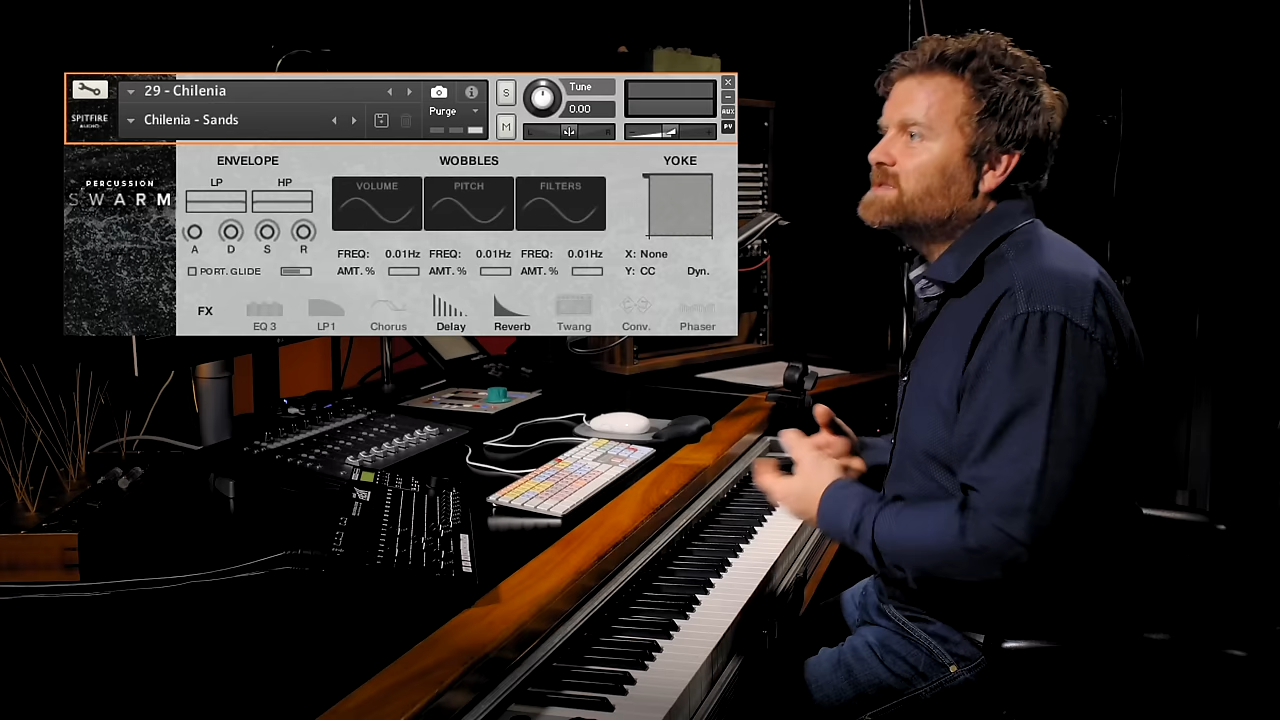 29 - Chilenia
S
Tune
0.00
AUX
PV
SPITFIRE
AUDIO
Chilenia - Sands
Purge
M
L R
PERCUSSION
SWARM
ENVELOPE
WOBBLES
YOKE
LP HP
VOLUME PITCH FILTERS
A D S R
FREQ: 0.01Hz FREQ: 0.01Hz FREQ: 0.01Hz
X: None
PORT. GLIDE
AMT. % AMT. % AMT. %
Y: CC Dyn.
FX
EQ 3 LP1 Chorus Delay Reverb Twang Conv. Phaser